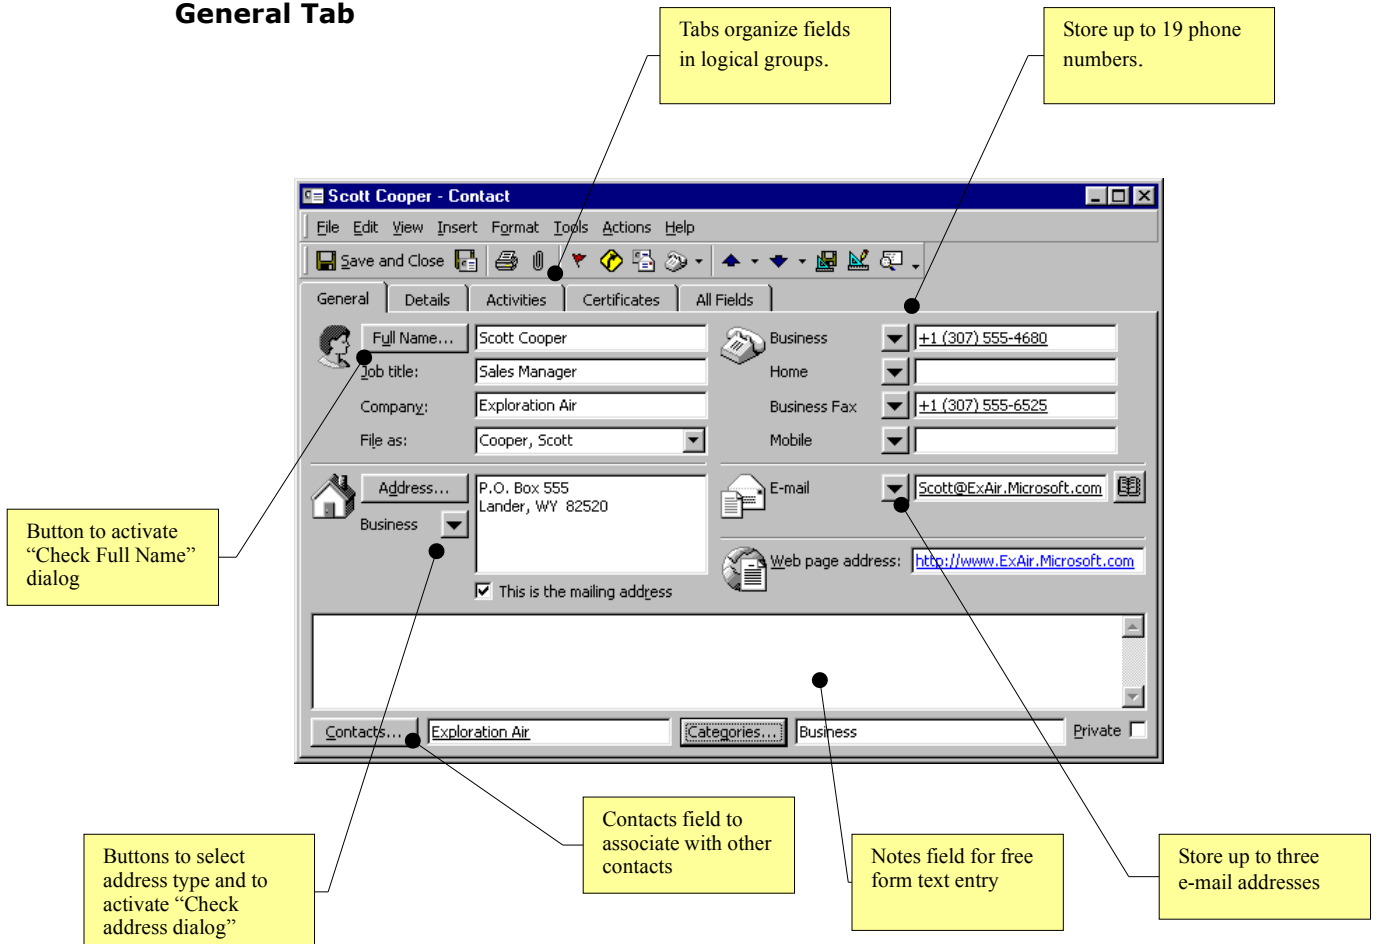 General Tab
Tabs organize fields
in logical groups.
Store up to 19 phone
numbers.
Scott Cooper - Contact
File Edit View Insert Format Tools Actions Help
Save and Close
General Details Activities Certificates All Fields
Full Name... Scott Cooper
Job title: Sales Manager
Company: Exploration Air
File as: Cooper, Scott
Business +1 (307) 555-4680
Home
Business Fax +1 (307) 555-6525
Mobile
Address... P.O. Box 555
Lander, WY 82520
Business
This is the mailing address
E-mail Scott@ExAir.Microsoft.com
Web page address: http://www.ExAir.Microsoft.com
Contacts... Exploration Air Categories... Business Private
Button to activate
“Check Full Name”
dialog
Buttons to select
address type and to
activate “Check
address dialog”
Contacts field to
associate with other
contacts
Notes field for free
form text entry
Store up to three
e-mail addresses